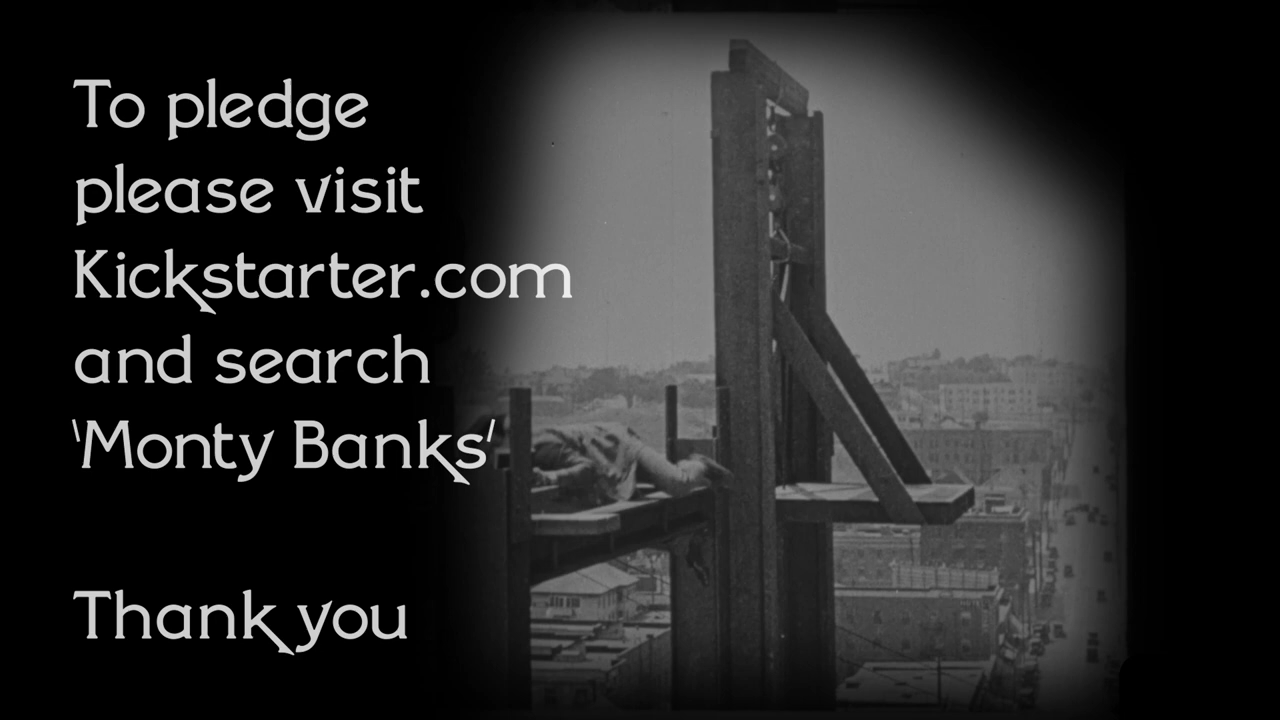 To pledge
please visit
Kickstarter.com
and search
'Monty Banks'
Thank you